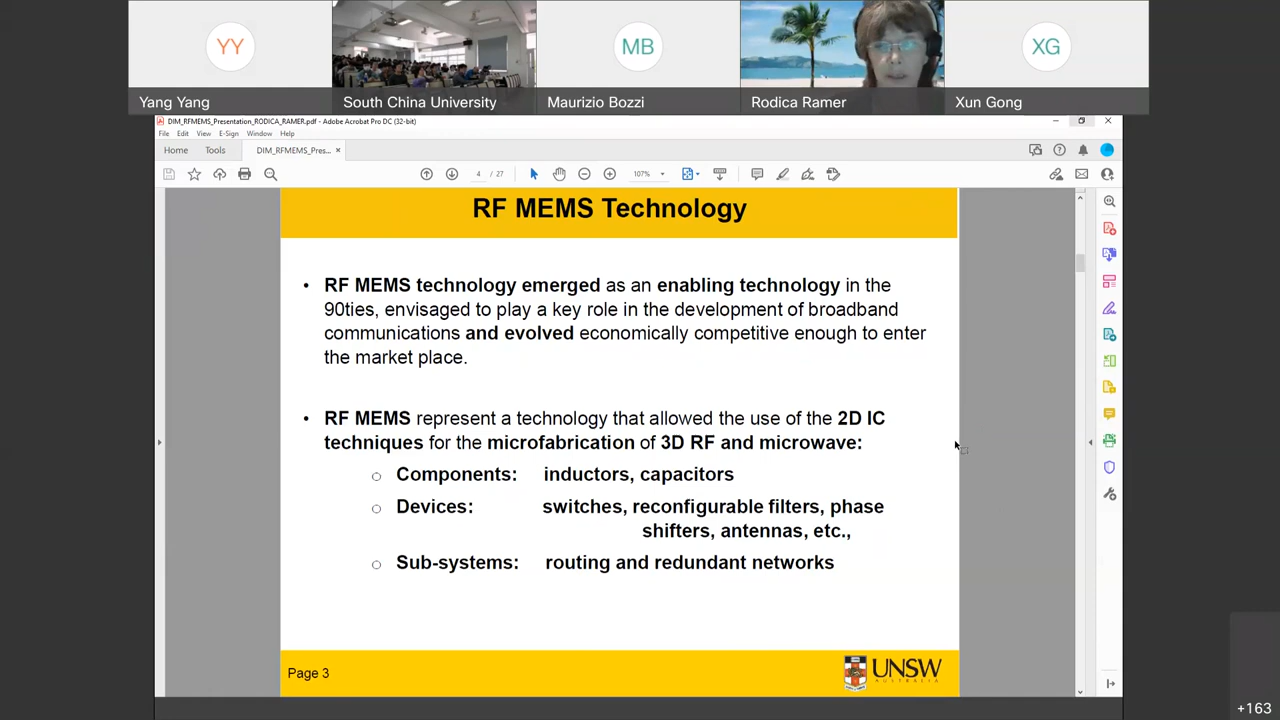 YY
MB
XG
Yang Yang
South China University
Maurizio Bozzi
Rodica Ramer
Xun Gong
DIM_RFMEMS_Presentation_RODICA_RAMER.pdf - Adobe Acrobat Pro DC (32-bit)
File Edit View E-Sign Window Help
Home Tools DIM_RFMEMS_Pres... ×
4 / 27 107%
RF MEMS Technology
• RF MEMS technology emerged as an enabling technology in the
90ties, envisaged to play a key role in the development of broadband
communications and evolved economically competitive enough to enter
the market place.
• RF MEMS represent a technology that allowed the use of the 2D IC
techniques for the microfabrication of 3D RF and microwave:
○ Components: inductors, capacitors
○ Devices: switches, reconfigurable filters, phase
shifters, antennas, etc.,
○ Sub-systems: routing and redundant networks
Page 3
UNSW
AUSTRALIA
+163